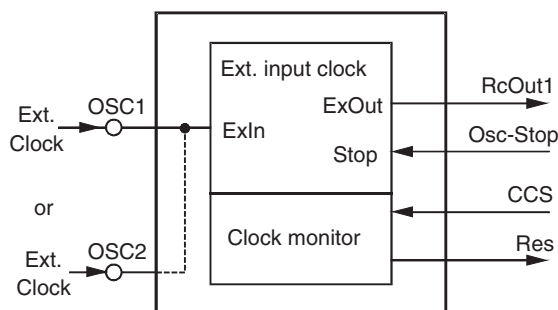 Ext. input clock
RcOut1
OSC1
ExOut
Ext.
Clock
ExIn
Osc-Stop
Stop
or
CCS
Clock monitor
OSC2
Res
Ext.
Clock